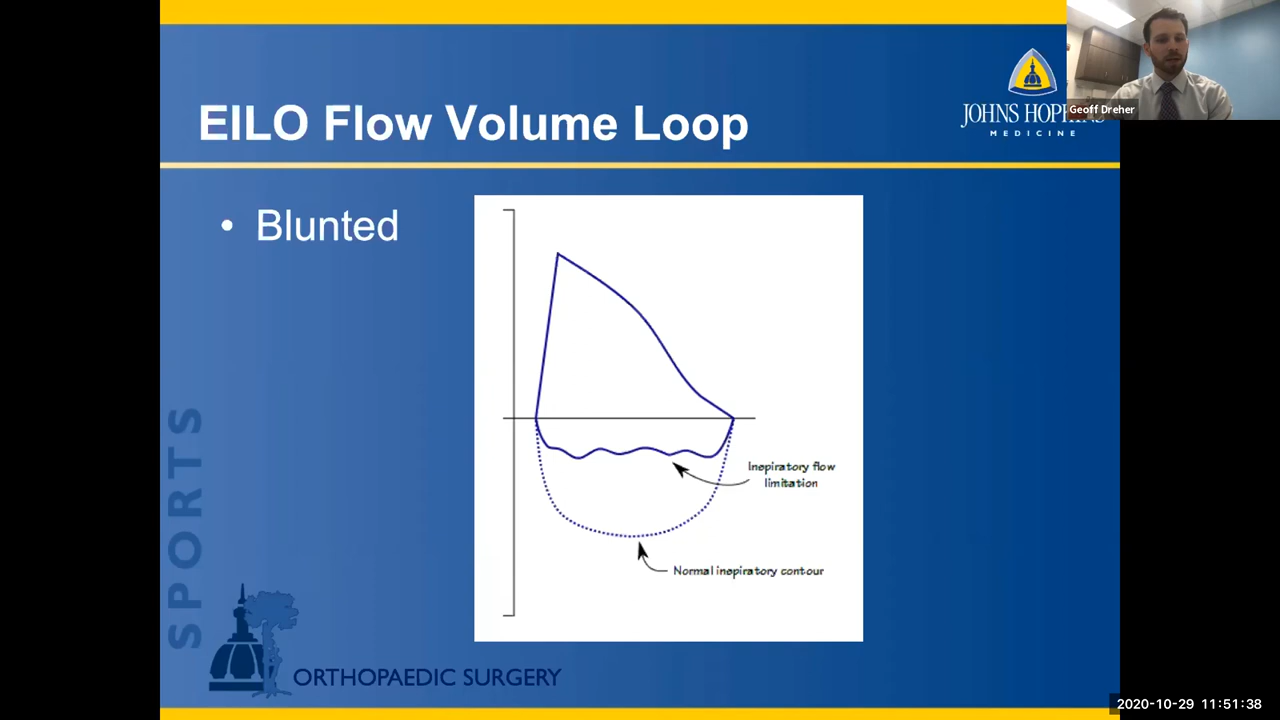 Geoff Dreher
JOHNS HOPKINS
MEDICINE
EILO Flow Volume Loop
• Blunted
Inspiratory flow
limitation
Normal inspiratory contour
SPORTS
ORTHOPAEDIC SURGERY
2020-10-29 11:51:38